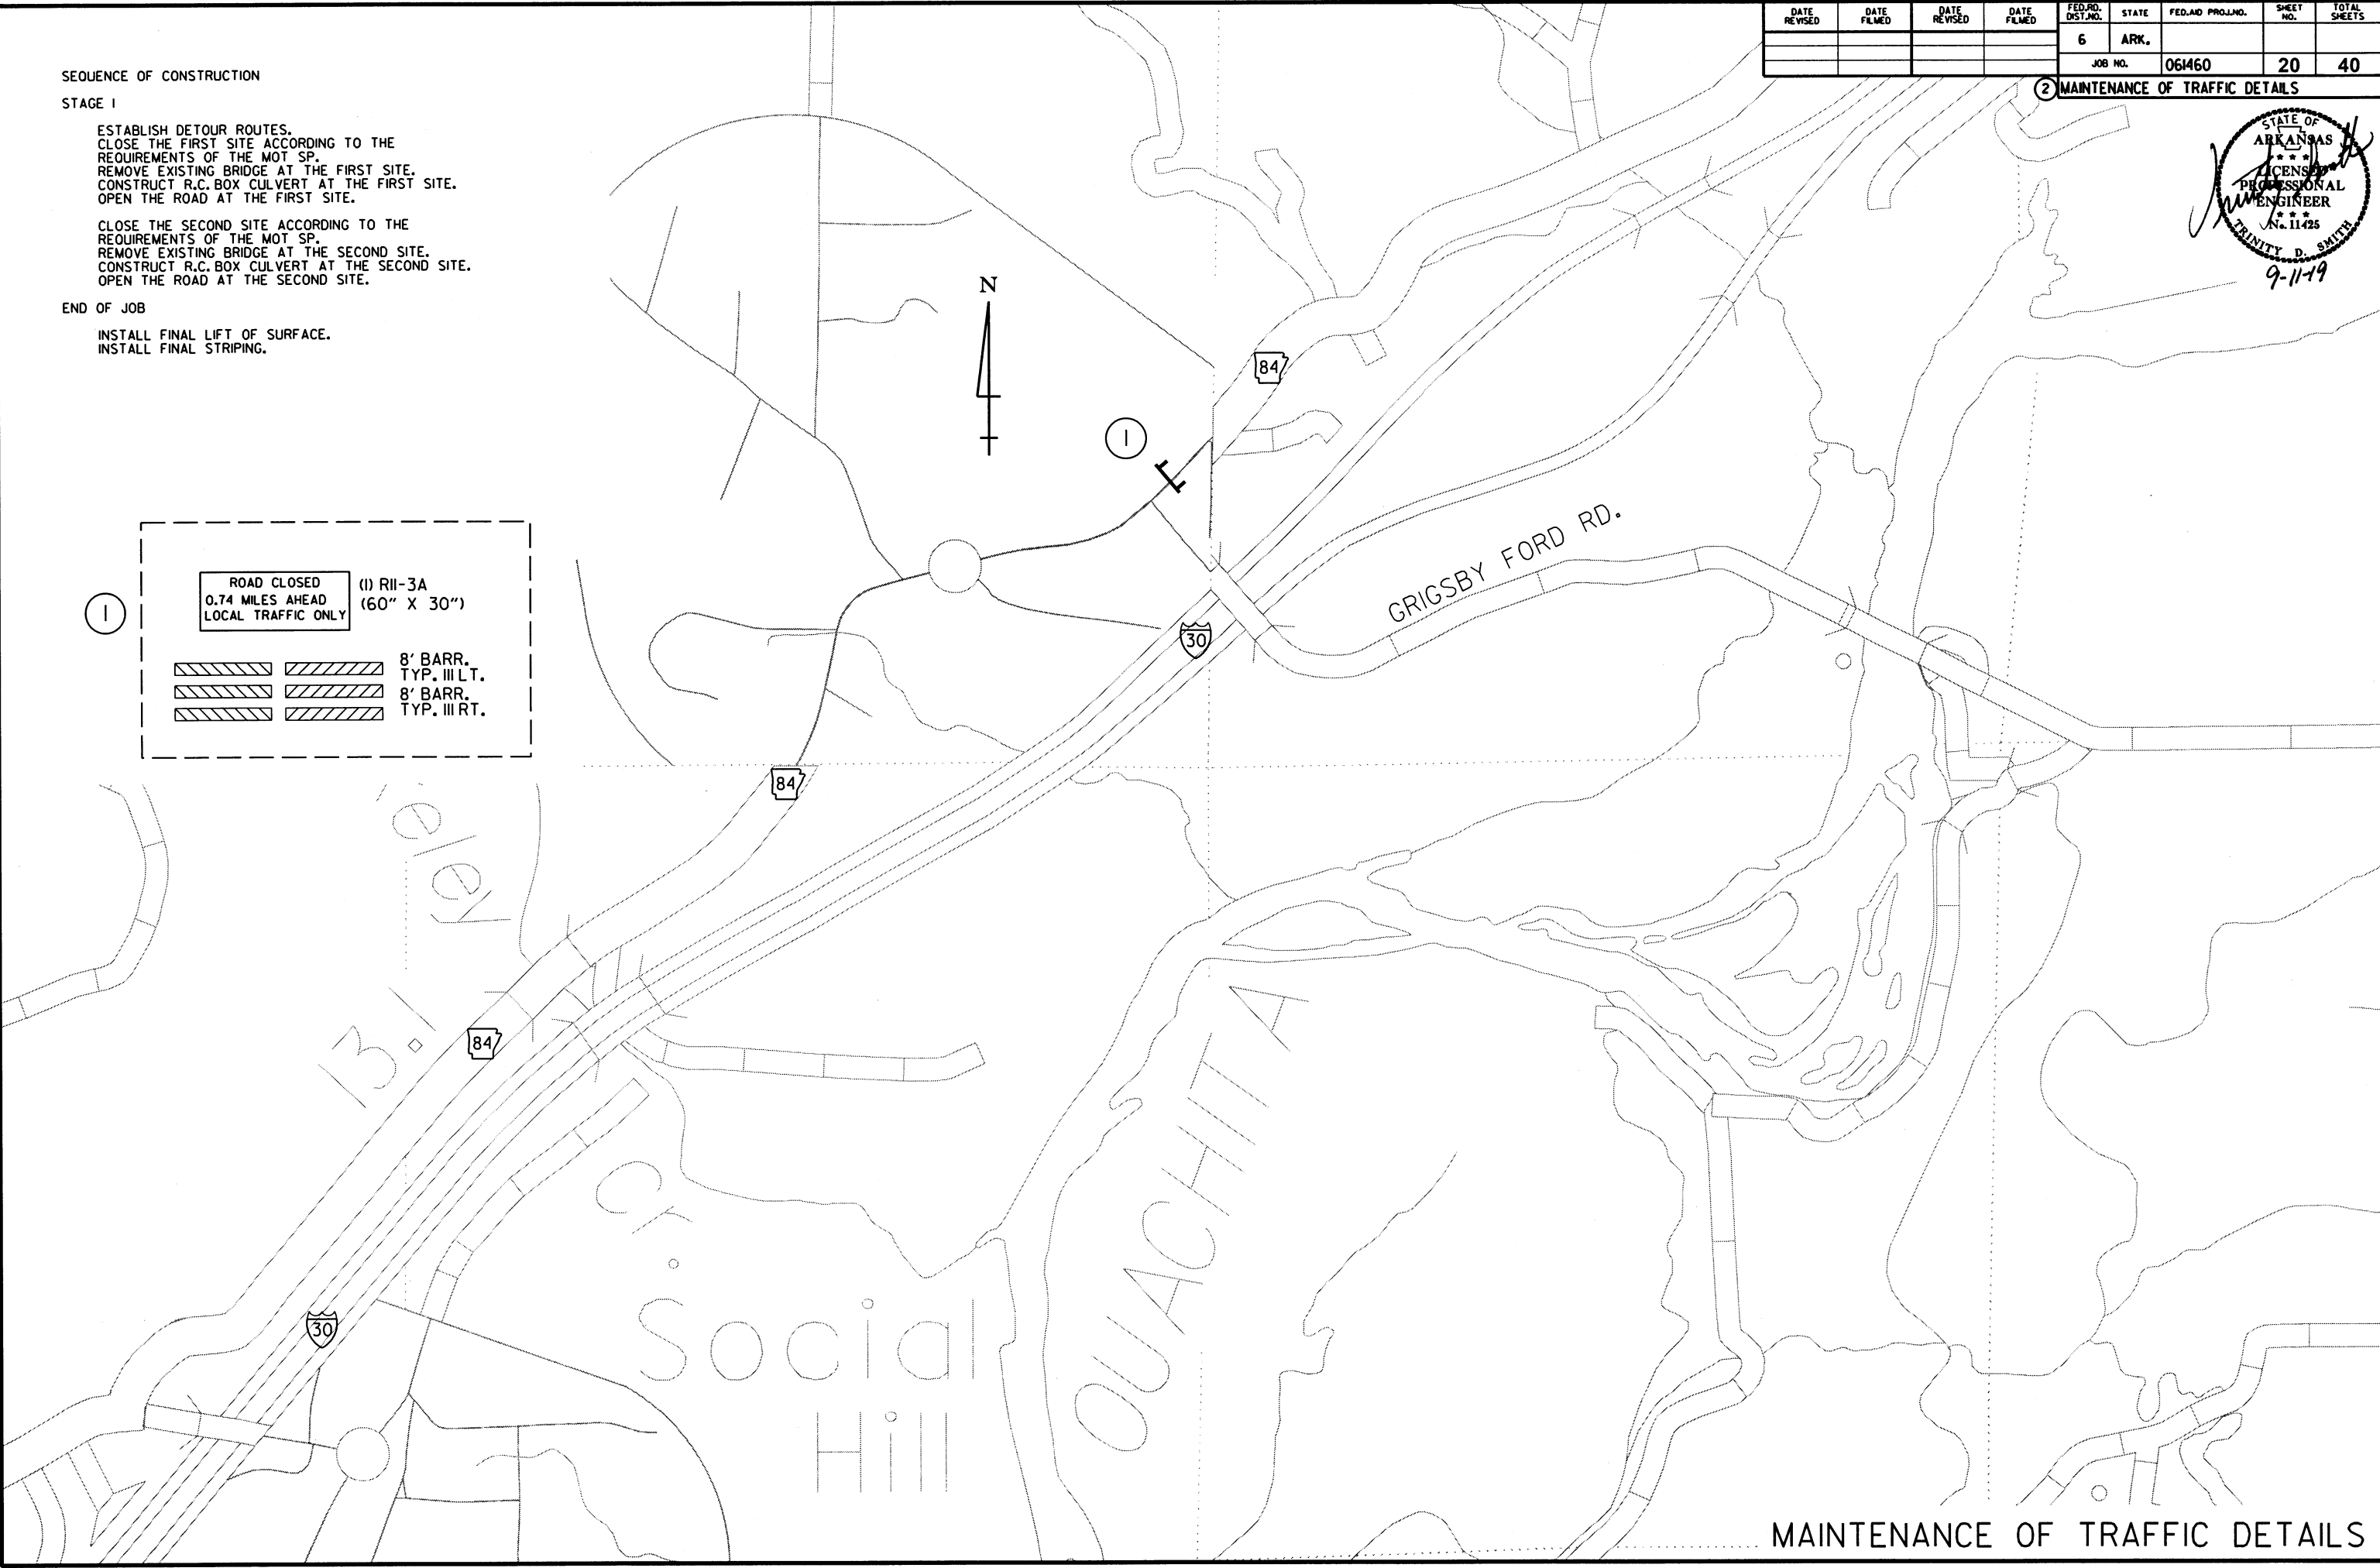 DATE REVISED
DATE FILMED
DATE REVISED
DATE FILMED
FED.RD. DIST.NO.
STATE
FED.AID PROJ.NO.
SHEET NO.
TOTAL SHEETS
6
ARK.
JOB NO.
061460
20
40
2
MAINTENANCE OF TRAFFIC DETAILS
STATE OF
ARKANSAS
* * *
LICENSED
PROFESSIONAL
ENGINEER
* * *
No. 11425
TRINITY D. SMITH
9-11-19
SEQUENCE OF CONSTRUCTION
STAGE I
ESTABLISH DETOUR ROUTES.
CLOSE THE FIRST SITE ACCORDING TO THE
REQUIREMENTS OF THE MOT SP.
REMOVE EXISTING BRIDGE AT THE FIRST SITE.
CONSTRUCT R.C. BOX CULVERT AT THE FIRST SITE.
OPEN THE ROAD AT THE FIRST SITE.
CLOSE THE SECOND SITE ACCORDING TO THE
REQUIREMENTS OF THE MOT SP.
REMOVE EXISTING BRIDGE AT THE SECOND SITE.
CONSTRUCT R.C. BOX CULVERT AT THE SECOND SITE.
OPEN THE ROAD AT THE SECOND SITE.
END OF JOB
INSTALL FINAL LIFT OF SURFACE.
INSTALL FINAL STRIPING.
N
84
1
GRIGSBY FORD RD.
30
1
ROAD CLOSED
0.74 MILES AHEAD
LOCAL TRAFFIC ONLY
(1) R11-3A
(60" X 30")
8' BARR.
TYP. III LT.
8' BARR.
TYP. III RT.
84
eley
13.1
84
Cr.
OUACHITA
30
Social
Hill
MAINTENANCE OF TRAFFIC DETAILS